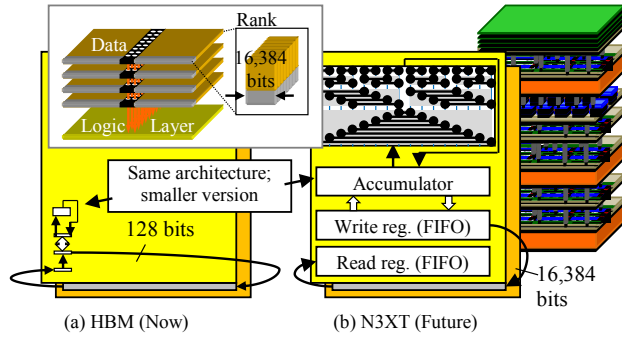 Rank
Data
16,384
bits
Logic Layer
Same architecture;
smaller version
Accumulator
128 bits
Write reg. (FIFO)
Read reg. (FIFO)
16,384
bits
(a) HBM (Now)
(b) N3XT (Future)